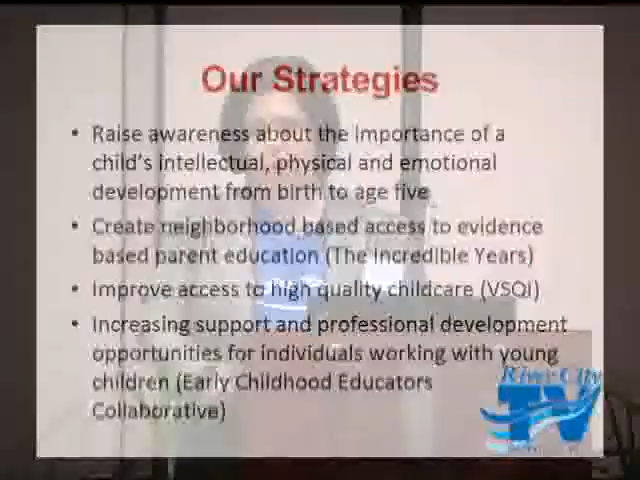 Our Strategies
• Raise awareness about the importance of a
child's intellectual, physical and emotional
development from birth to age five
• Create neighborhood based access to evidence
based parent education (The Incredible Years)
• Improve access to high quality childcare (VSQI)
• Increasing support and professional development
opportunities for individuals working with young
children (Early Childhood Educators
Collaborative)
River City
TV